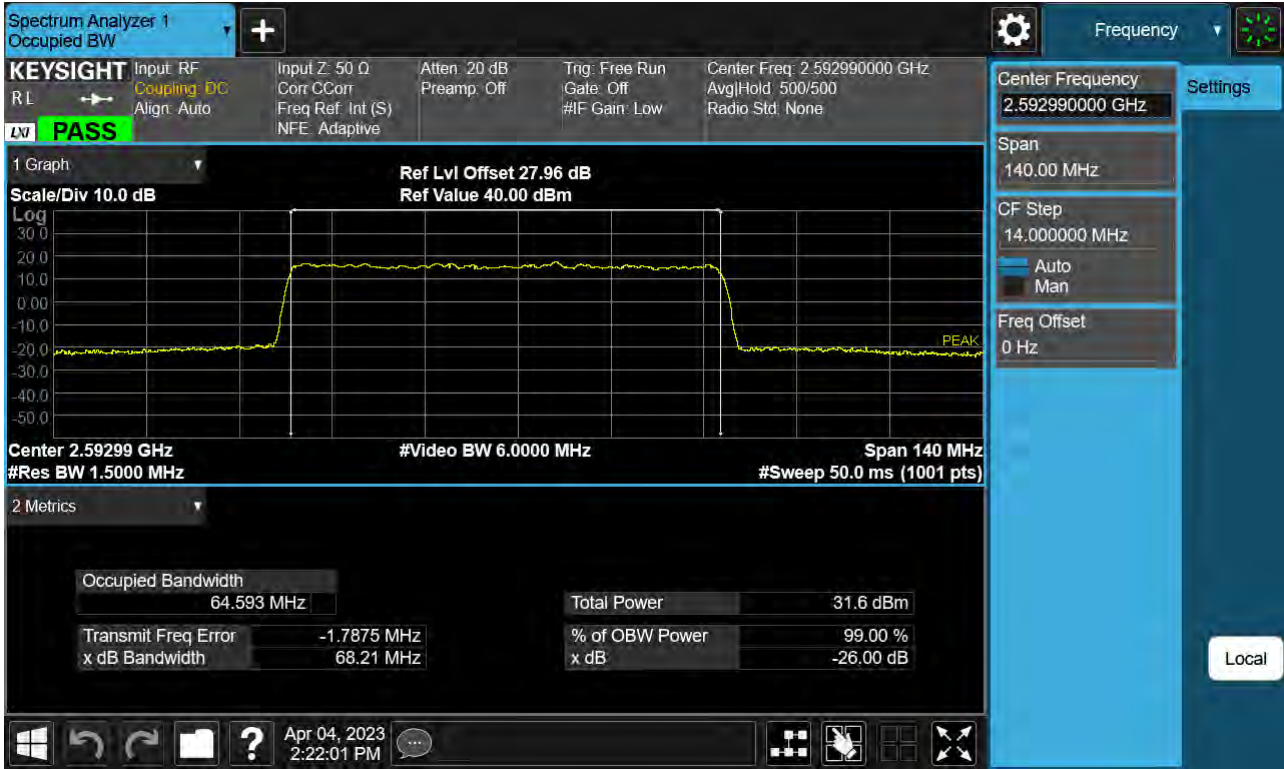 Spectrum Analyzer 1
Occupied BW
Frequency
KEYSIGHT
RL
LXI
PASS
Input: RF
Coupling: DC
Align: Auto
Input Z: 50 Ω
Corr CCorr
Freq Ref: Int (S)
NFE: Adaptive
Atten: 20 dB
Preamp: Off
Trig: Free Run
Gate: Off
#IF Gain: Low
Center Freq: 2.592990000 GHz
Avg|Hold: 500/500
Radio Std: None
1 Graph
Scale/Div 10.0 dB
Ref Lvl Offset 27.96 dB
Ref Value 40.00 dBm
Log
30.0
20.0
10.0
0.00
-10.0
-20.0
-30.0
-40.0
-50.0
PEAK
Center 2.59299 GHz
#Video BW 6.0000 MHz
Span 140 MHz
#Res BW 1.5000 MHz
#Sweep 50.0 ms (1001 pts)
2 Metrics
Occupied Bandwidth
64.593 MHz
Total Power 31.6 dBm
Transmit Freq Error -1.7875 MHz
% of OBW Power 99.00 %
x dB Bandwidth 68.21 MHz
x dB -26.00 dB
Center Frequency
2.592990000 GHz
Settings
Span
140.00 MHz
CF Step
14.000000 MHz
Auto
Man
Freq Offset
0 Hz
Local
?
Apr 04, 2023
2:22:01 PM